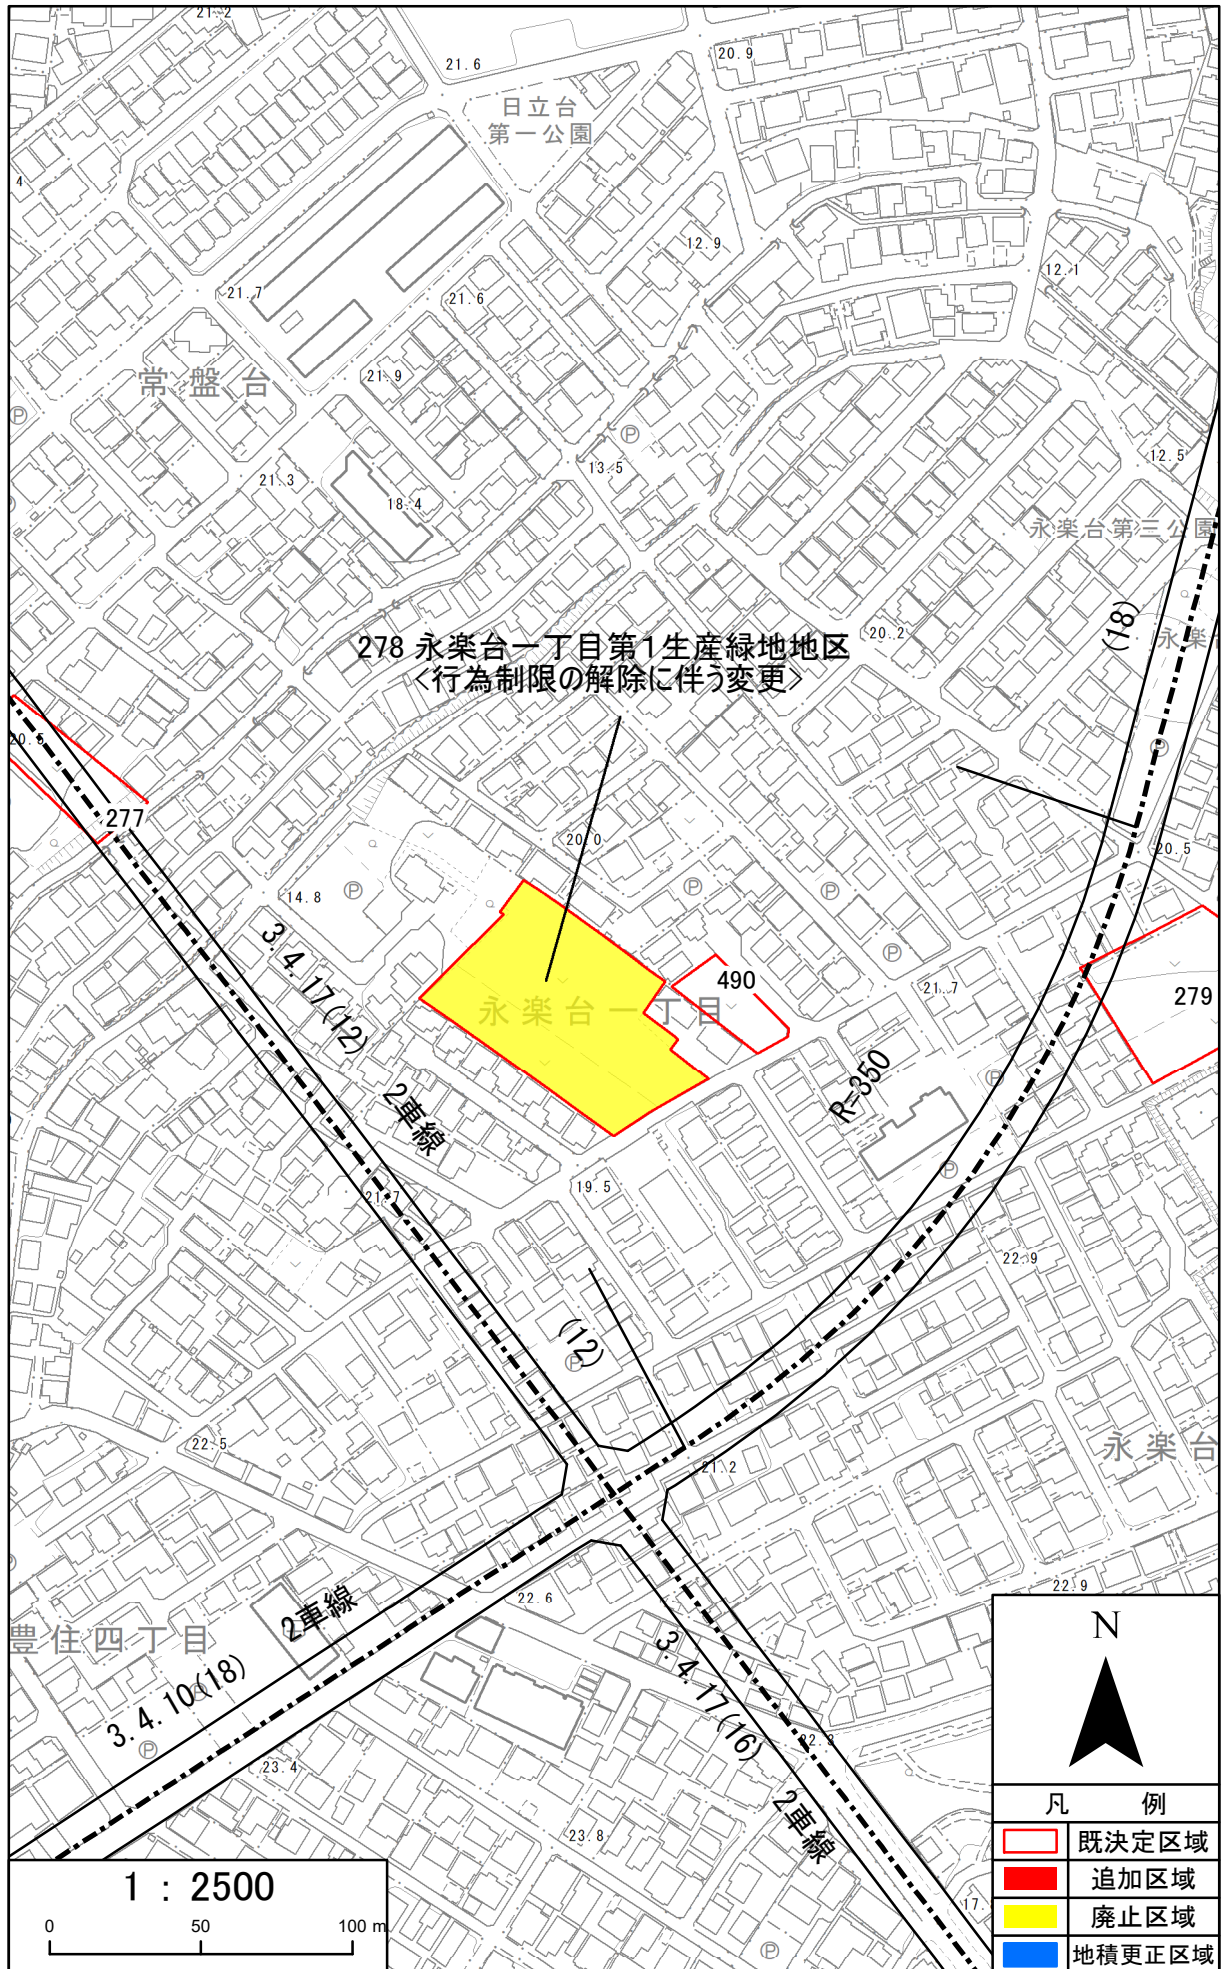 21.2
21.6
20.9
日立台
第一公園
4
12.9
12.1
21.7
21.6
21.9
常盤台
P
P
12.5
13.5
21.3
18.4
永楽台第三公園
(18)
20.2
永楽
278 永楽台一丁目第1生産緑地地区
<行為制限の解除に伴う変更>
20.5
P
277
20.0
20.5
14.8
P
P
P
3.4.17(12)
P
490
21.7
279
永楽台一丁目
R=350
P
2車線
P
21.7
19.5
22.9
(12)
P
22.5
永楽台
21.2
22.9
22.6
2車線
豊住四丁目
3.4.10(18)
P
P
3.4.17(16)
22.3
23.4
2車線
23.8
17.
P
N
凡 例
既決定区域
追加区域
廃止区域
地積更正区域
1 : 2500
0 50 100 m